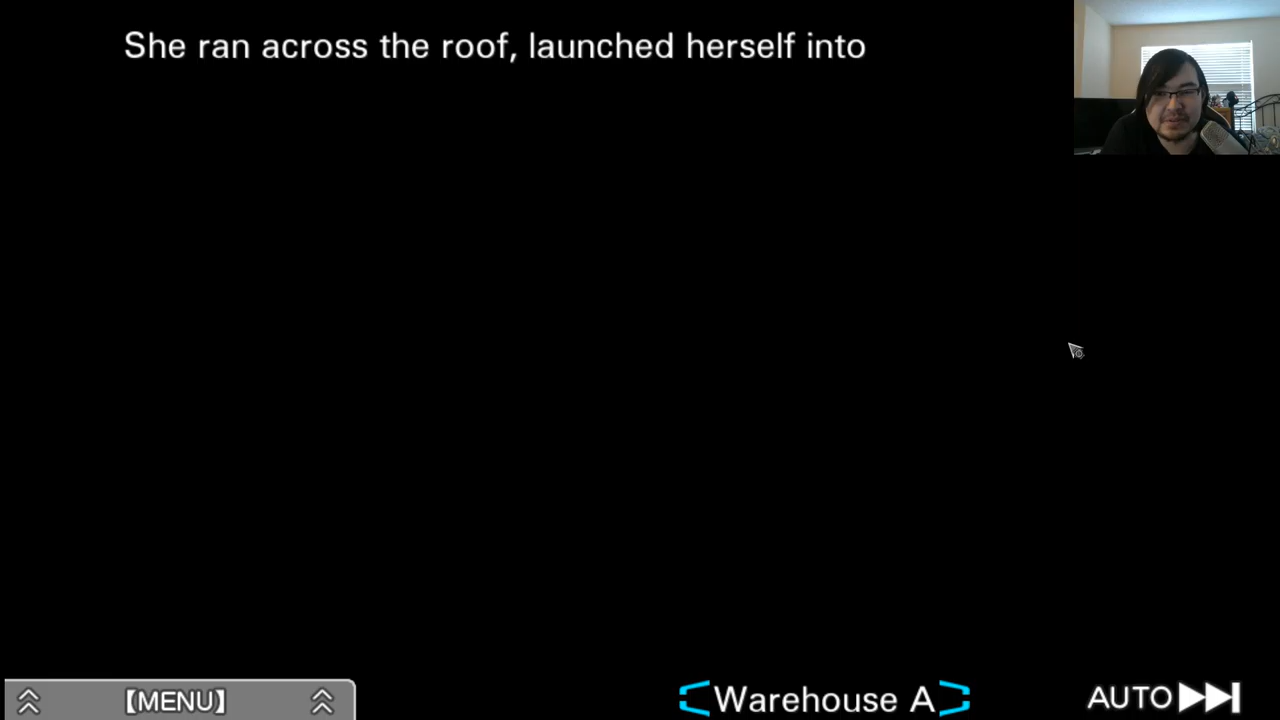 She ran across the roof, launched herself into
【MENU】
Warehouse A
AUTO